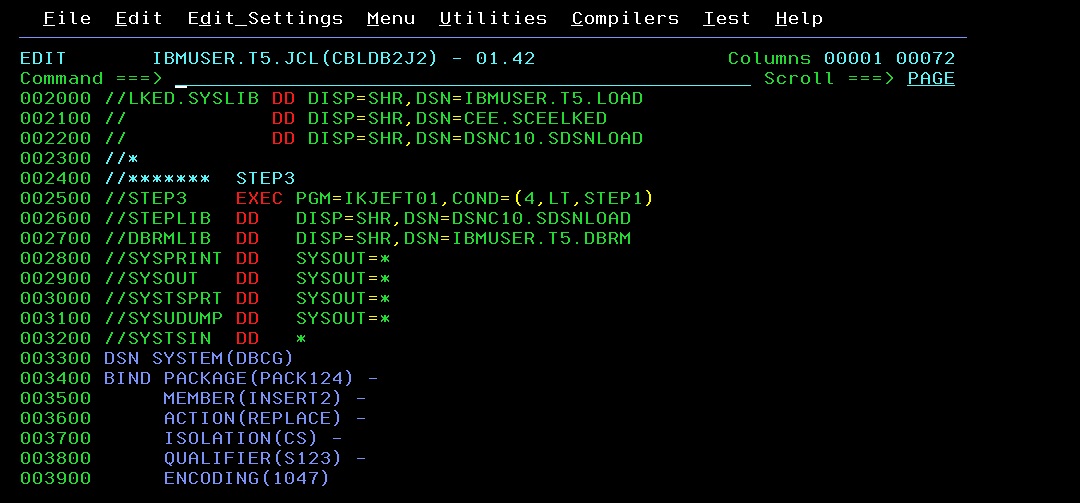 File Edit Edit_Settings Menu Utilities Compilers Test Help
EDIT IBMUSER.T5.JCL(CBLDB2J2) - 01.42 Columns 00001 00072
Command ===> Scroll ===> PAGE
002000 //LKED.SYSLIB DD DISP=SHR,DSN=IBMUSER.T5.LOAD
002100 // DD DISP=SHR,DSN=CEE.SCEELKED
002200 // DD DISP=SHR,DSN=DSNC10.SDSNLOAD
002300 //*
002400 //******* STEP3
002500 //STEP3 EXEC PGM=IKJEFT01,COND=(4,LT,STEP1)
002600 //STEPLIB DD DISP=SHR,DSN=DSNC10.SDSNLOAD
002700 //DBRMLIB DD DISP=SHR,DSN=IBMUSER.T5.DBRM
002800 //SYSPRINT DD SYSOUT=*
002900 //SYSOUT DD SYSOUT=*
003000 //SYSTSPRT DD SYSOUT=*
003100 //SYSUDUMP DD SYSOUT=*
003200 //SYSTSIN DD *
003300 DSN SYSTEM(DBCG)
003400 BIND PACKAGE(PACK124) -
003500 MEMBER(INSERT2) -
003600 ACTION(REPLACE) -
003700 ISOLATION(CS) -
003800 QUALIFIER(S123) -
003900 ENCODING(1047)